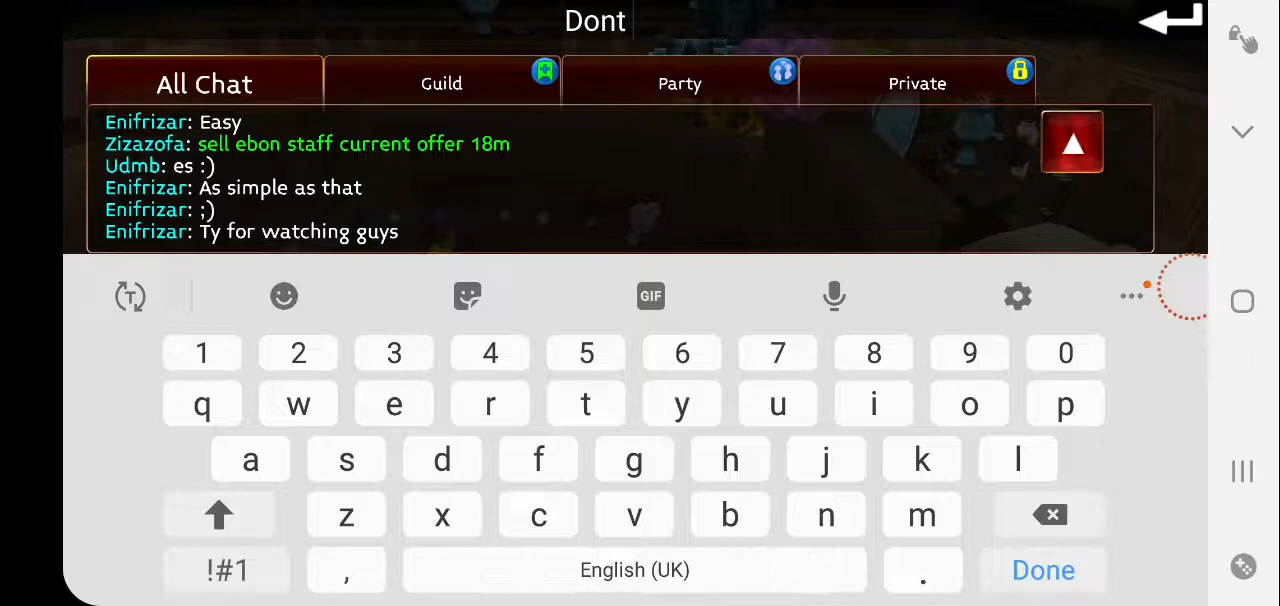 Dont
All Chat
Guild
Party
Private
Enifrizar: Easy
Zizazofa: sell ebon staff current offer 18m
Udmb: es :)
Enifrizar: As simple as that
Enifrizar: ;)
Enifrizar: Ty for watching guys
T
GIF
1 2 3 4 5 6 7 8 9 0
q w e r t y u i o p
a s d f g h j k l
z x c v b n m
!#1 , English (UK) . Done